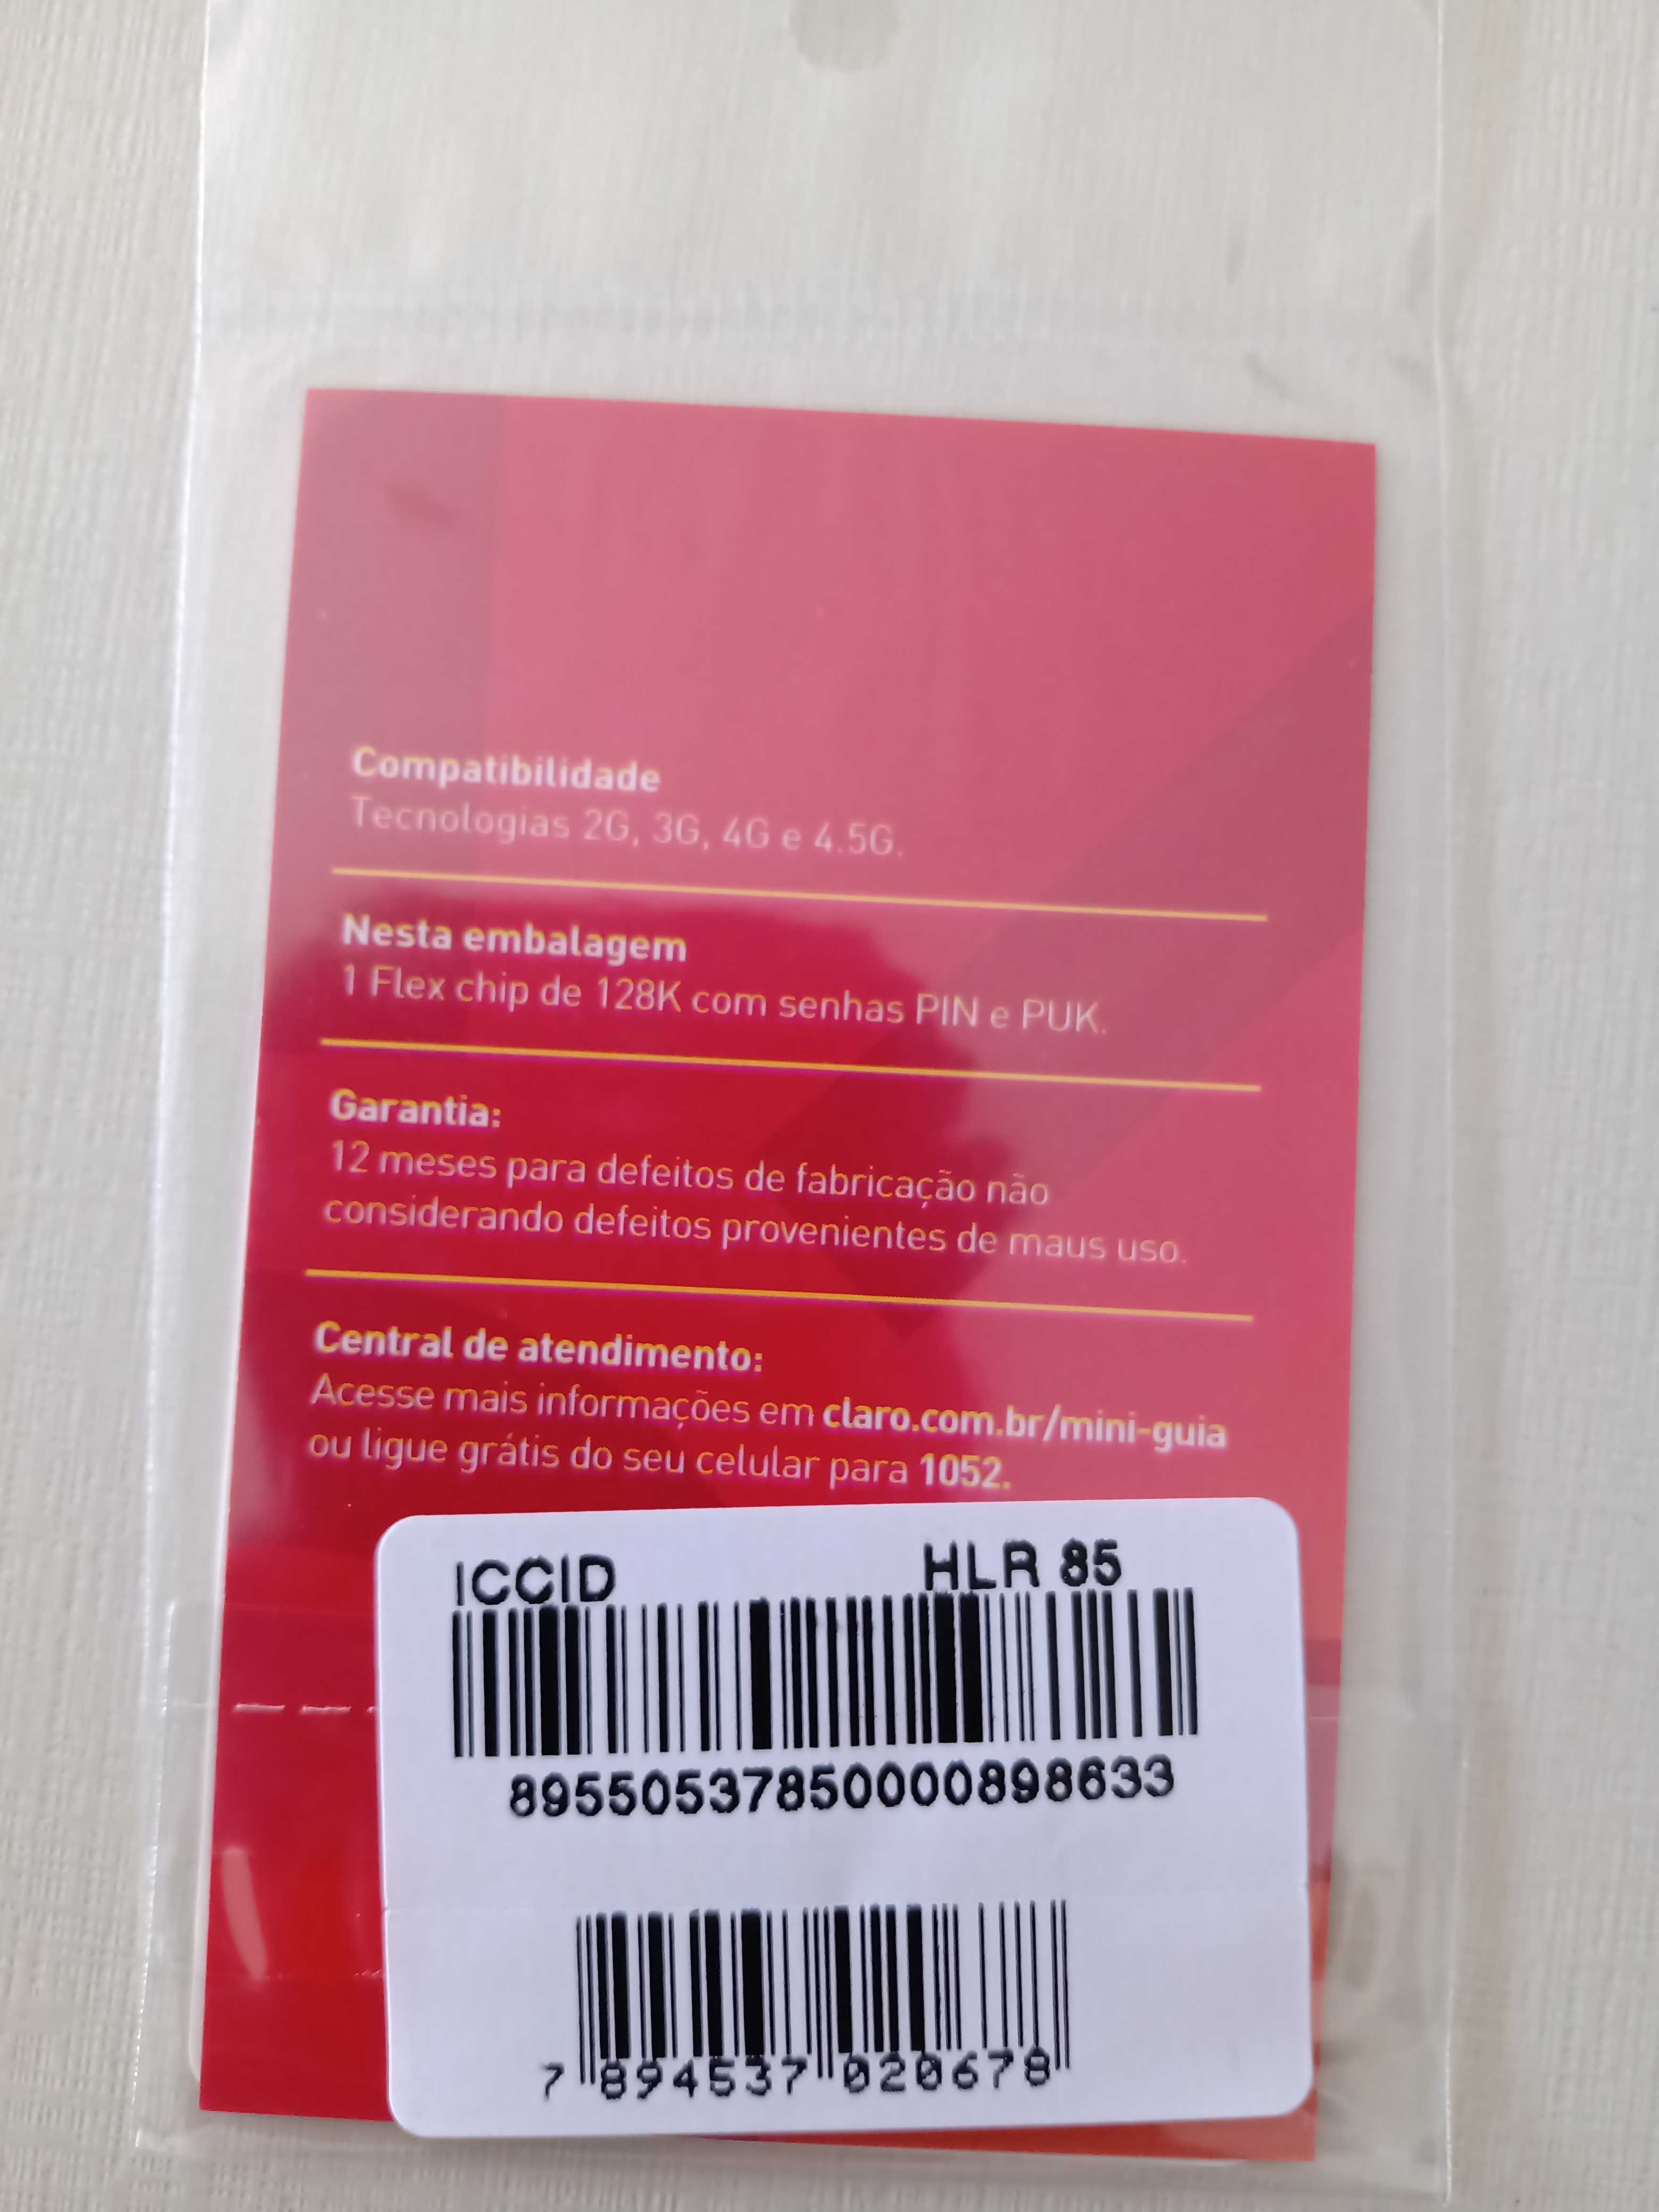 Compatibilidade
Tecnologias 2G, 3G, 4G e 4.5G.
Nesta embalagem
1 Flex chip de 128K com senhas PIN e PUK.
Garantia:
12 meses para defeitos de fabricação não
considerando defeitos provenientes de maus uso.
Central de atendimento:
Acesse mais informações em claro.com.br/mini-guia
ou ligue grátis do seu celular para 1052.
ICCID HLR 85
89550537850000898633
7 894537 020678